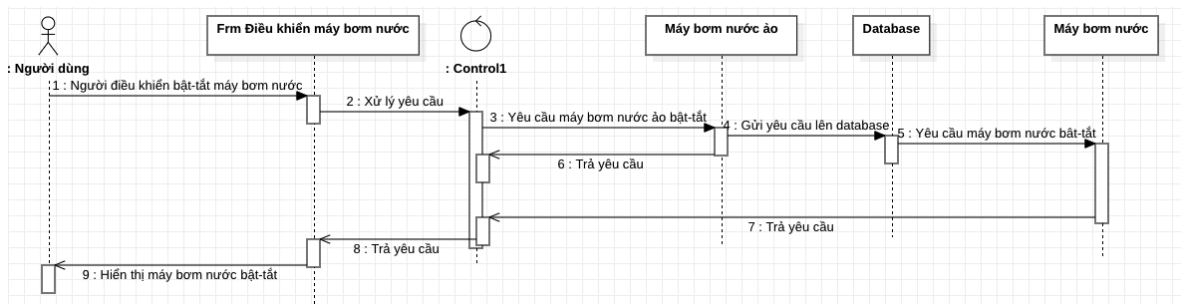 Frm Điều khiển máy bơm nước
Máy bơm nước ảo
Database
Máy bơm nước
: Người dùng
: Control1
1 : Người điều khiển bật-tắt máy bơm nước
2 : Xử lý yêu cầu
3 : Yêu cầu máy bơm nước ảo bật-tắt
4 : Gửi yêu cầu lên database
5 : Yêu cầu máy bơm nước bật-tắt
6 : Trả yêu cầu
7 : Trả yêu cầu
8 : Trả yêu cầu
9 : Hiển thị máy bơm nước bật-tắt